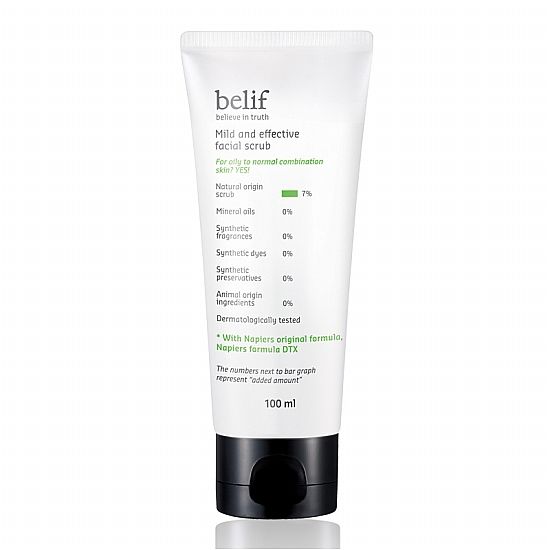 belif
believe in truth
Mild and effective
facial scrub
For oily to normal combination
skin? YES!
Natural origin
scrub 7%
Mineral oils 0%
Synthetic
fragrances 0%
Synthetic dyes 0%
Synthetic
preservatives 0%
Animal origin
ingredients 0%
Dermatologically tested
* With Napiers original formula,
Napiers formula DTX
The numbers next to bar graph
represent "added amount"
100 ml